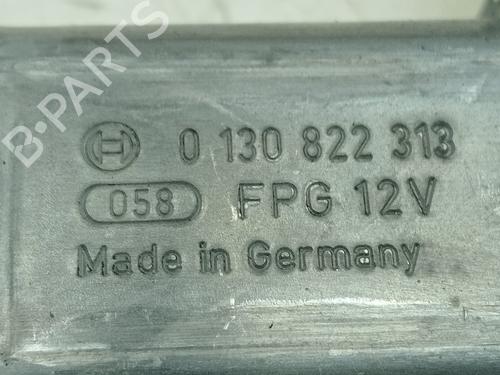 B-PARTS
0 130 822 313
058 FPG 12V
Made in Germany